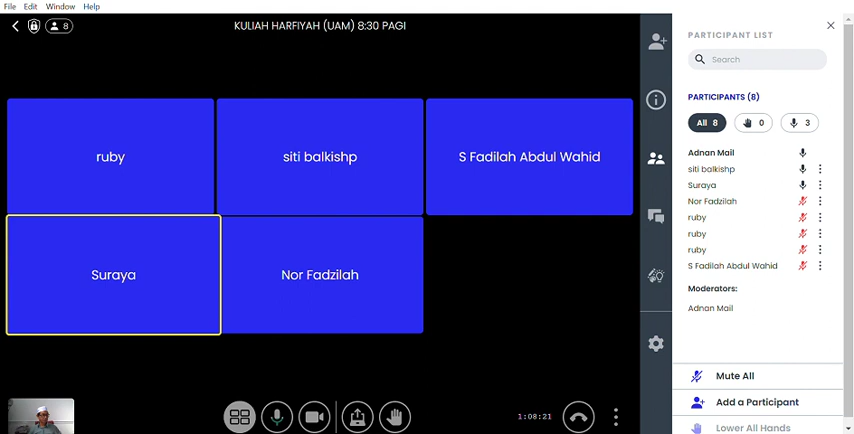 File Edit Window Help
8
KULIAH HARFIYAH (UAM) 8:30 PAGI
ruby
siti balkishp
S Fadilah Abdul Wahid
Suraya
Nor Fadzilah
1:08:21
PARTICIPANT LIST
Search
PARTICIPANTS (8)
All 8
0
3
Adnan Mail
siti balkishp
Suraya
Nor Fadzilah
ruby
ruby
ruby
S Fadilah Abdul Wahid
Moderators:
Adnan Mail
Mute All
Add a Participant
Lower All Hands